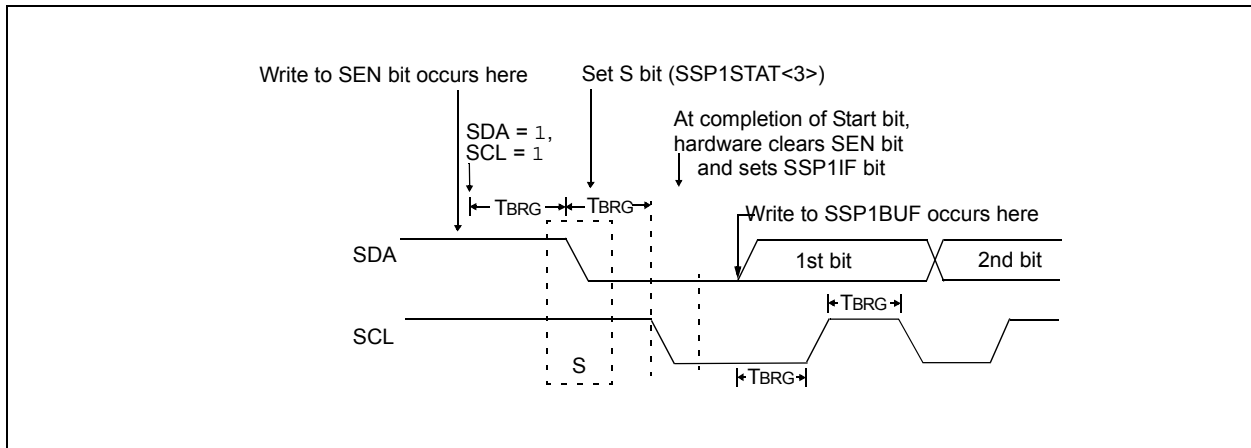 Write to SEN bit occurs here
Set S bit (SSP1STAT<3>)
SDA = 1,
SCL = 1
At completion of Start bit,
hardware clears SEN bit
and sets SSP1IF bit
TBRG
TBRG
Write to SSP1BUF occurs here
SDA
1st bit
2nd bit
TBRG
SCL
S
TBRG